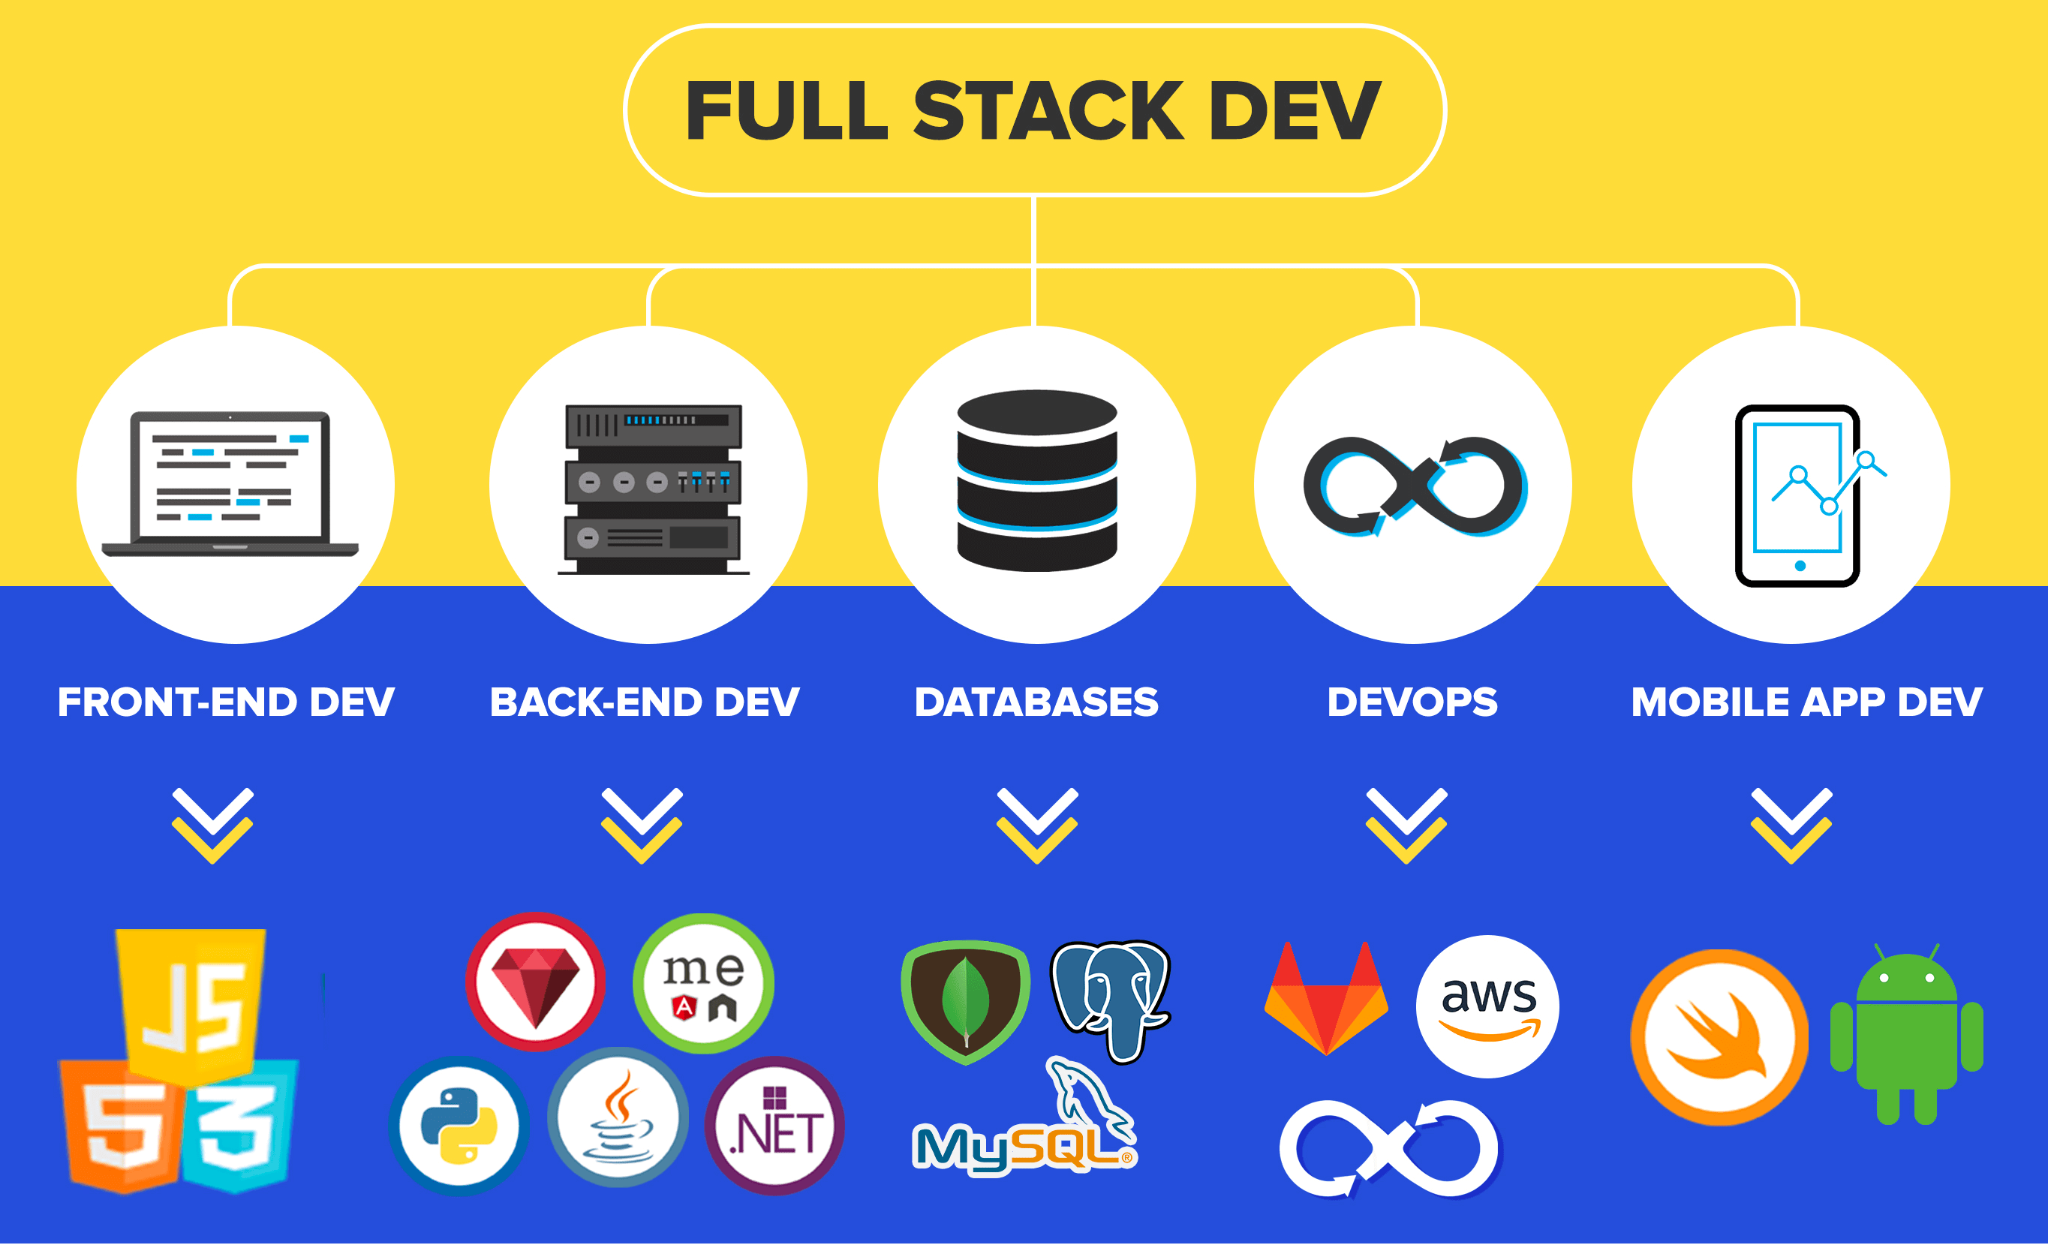 FULL STACK DEV
FRONT-END DEV
BACK-END DEV
DATABASES
DEVOPS
MOBILE APP DEV
JS
5
3
me
A
n
.NET
MySQL®
aws